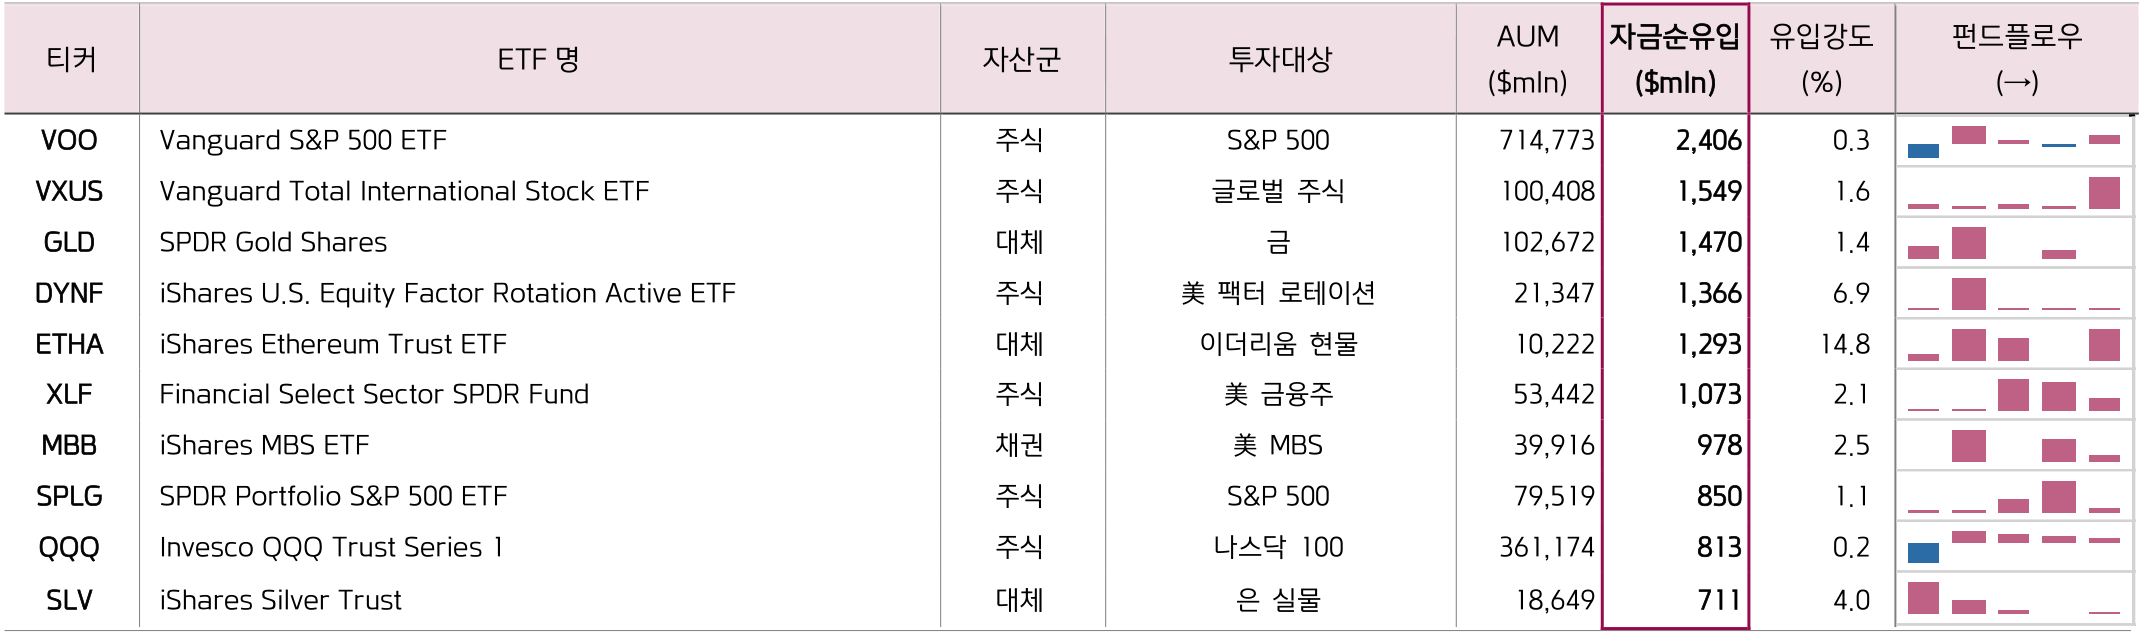 티커 ETF 명 자산군 투자대상 AUM ($mln) 자금순유입 ($mln) 유입강도 (%) 펀드플로우 (→)
VOO Vanguard S&P 500 ETF 주식 S&P 500 714,773 2,406 0.3
VXUS Vanguard Total International Stock ETF 주식 글로벌 주식 100,408 1,549 1.6
GLD SPDR Gold Shares 대체 금 102,672 1,470 1.4
DYNF iShares U.S. Equity Factor Rotation Active ETF 주식 美 팩터 로테이션 21,347 1,366 6.9
ETHA iShares Ethereum Trust ETF 대체 이더리움 현물 10,222 1,293 14.8
XLF Financial Select Sector SPDR Fund 주식 美 금융주 53,442 1,073 2.1
MBB iShares MBS ETF 채권 美 MBS 39,916 978 2.5
SPLG SPDR Portfolio S&P 500 ETF 주식 S&P 500 79,519 850 1.1
QQQ Invesco QQQ Trust Series 1 주식 나스닥 100 361,174 813 0.2
SLV iShares Silver Trust 대체 은 실물 18,649 711 4.0